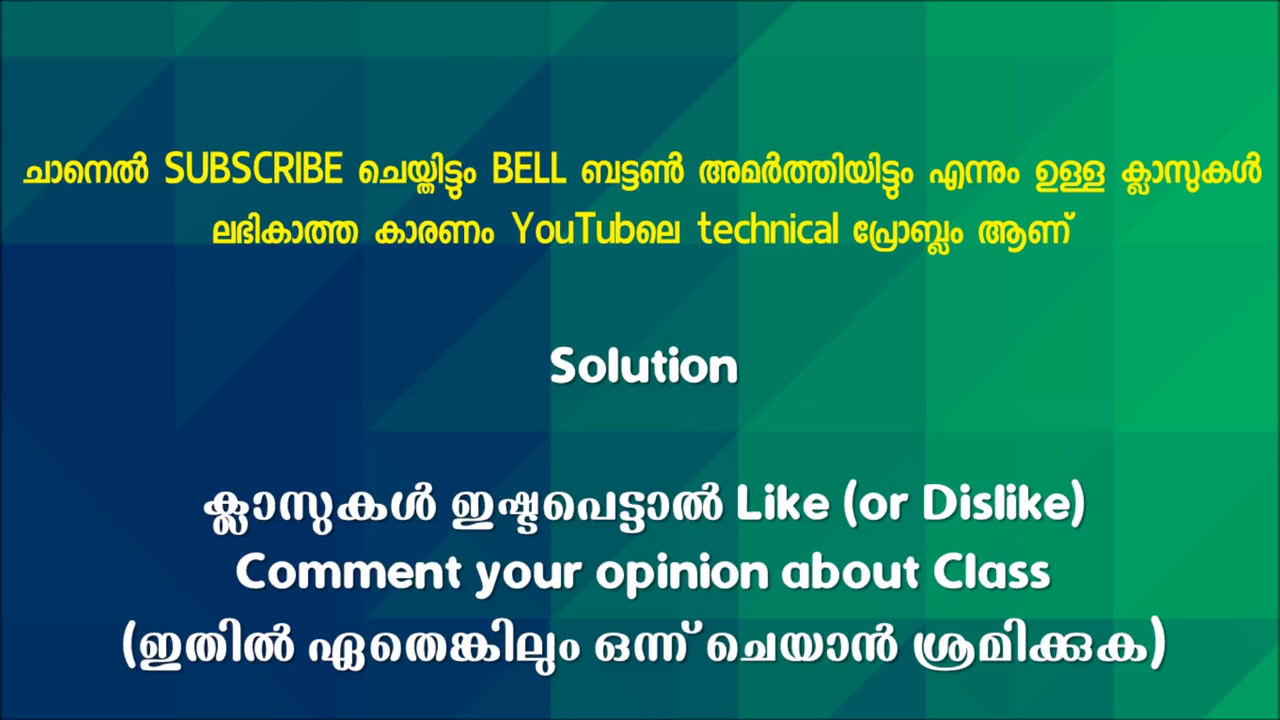 ചാനെൽ SUBSCRIBE ചെയ്തിട്ടും BELL ബട്ടൺ അമർത്തിയിട്ടും എന്നും ഉള്ള ക്ലാസുകൾ
ലഭികാത്ത കാരണം YouTubലെ technical പ്രോബ്ലം ആണ്
Solution
ക്ലാസുകൾ ഇഷ്ടപെട്ടാൽ Like (or Dislike)
Comment your opinion about Class
(ഇതിൽ ഏതെങ്കിലും ഒന്ന് ചെയാൻ ശ്രമിക്കുക)